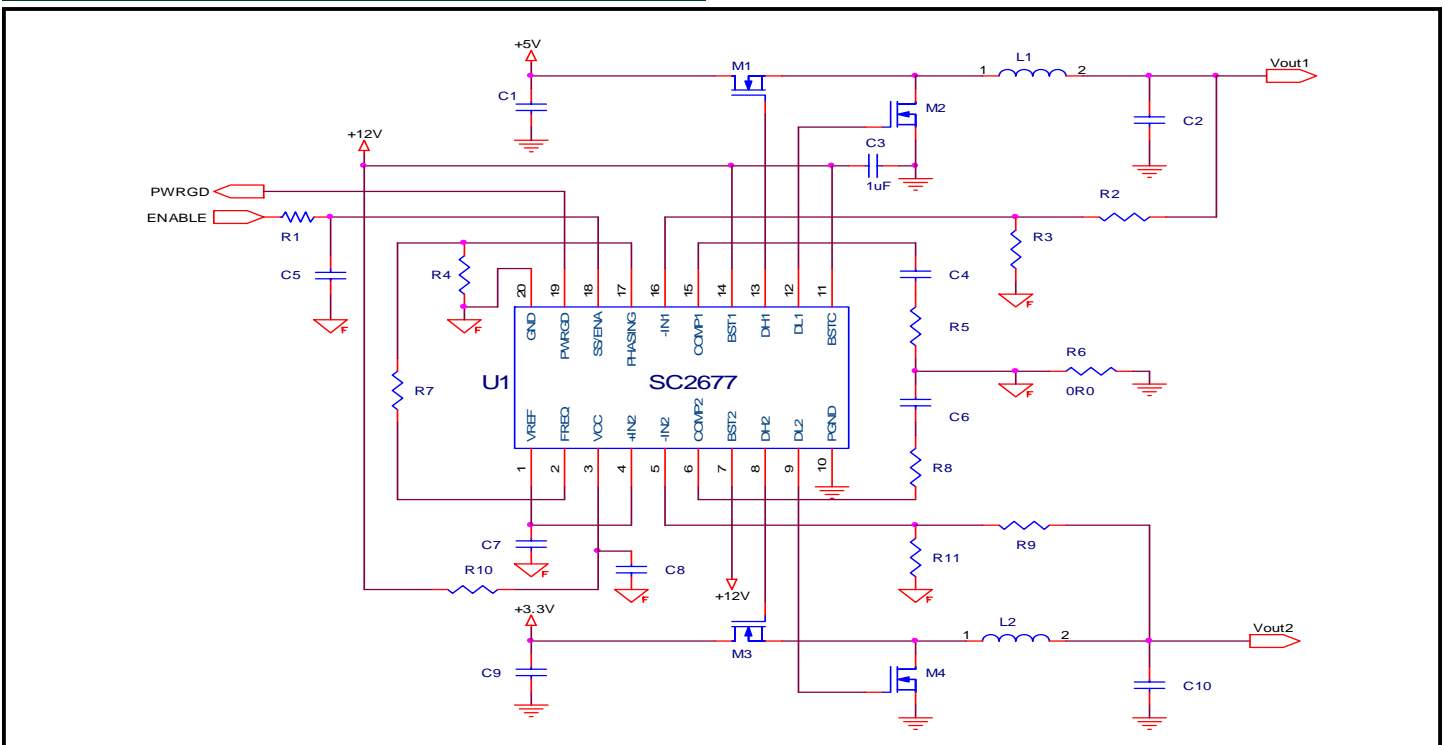 +5V
M1
L1
1 2
Vout1
C1
M2
C2
+12V
C3
1uF
PWRGD
ENABLE
R1
R2
R3
C5
R4
C4
20 19 18 17 16 15 14 13 12 11
GND PWRGD SS/ENA PHASING -IN1 COMP1 BST1 DH1 DL1 BSTC
F
F
F
R5
R6
0R0
F
R7
U1
SC2677
C6
VREF FREQ VCC +IN2 -IN2 COMP2 BST2 DH2 DL2 PGND
1 2 3 4 5 6 7 8 9 10
R8
C7
F
R9
R11
F
R10
C8
F
+12V
+3.3V
M3
L2
1 2
Vout2
C9
M4
C10